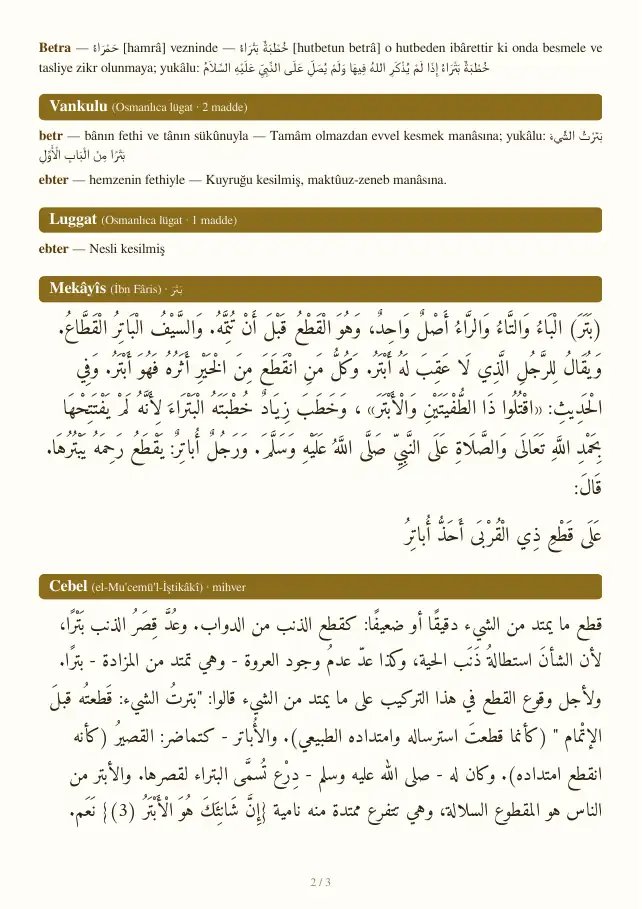 Betra — حَمْرَاءُ [hamrâ] vezninde — خُطْبَةٌ بَتْرَاءُ [hutbetun betrâ] o hutbeden ibârettir ki onda besmele ve
tasliye zikr olunmaya; yukâlu: خُطْبَةٌ بَتْرَاءُ إِذَا لَمْ يُذْكَرِ اللهُ فِيهَا وَلَمْ يُصَلِّ عَلَى النَّبِيِّ عَلَيْهِ السَّلَامُ
Vankulu (Osmanlıca lügat · 2 madde)
betr — bânın fethi ve tânın sükûnuyla — Tamâm olmazdan evvel kesmek manâsına; yukâlu: بَتَرْتُ الشَّيْءَ
بَتْرًا مِنَ الْبَابِ الْأَوَّلِ
ebter — hemzenin fethiyle — Kuyruğu kesilmiş, maktûuz-zeneb manâsına.
Luggat (Osmanlıca lügat · 1 madde)
ebter — Nesli kesilmiş
Mekâyîs (İbn Fâris) · بَتَرَ
(بَتَرَ) الْبَاءُ وَالتَّاءُ وَالرَّاءُ أَصْلٌ وَاحِدٌ، وَهُوَ الْقَطْعُ قَبْلَ أَنْ تُتِمَّهُ. وَالسَّيْفُ الْبَاتِرُ الْقَطَّاعُ.
وَيُقَالُ لِلرَّجُلِ الَّذِي لَا عَقِبَ لَهُ أَبْتَرُ. وَكُلُّ مَنِ انْقَطَعَ مِنَ الْخَيْرِ أَثَرُهُ فَهُوَ أَبْتَرُ. وَفِي
الْحَدِيثِ: «اقْتُلُوا ذَا الطُّفْيَتَيْنِ وَالْأَبْتَرَ» ، وَخَطَبَ زِيَادٌ خُطْبَتَهُ الْبَتْرَاءَ لِأَنَّهُ لَمْ يَفْتَتِحْهَا
بِحَمْدِ اللَّهِ تَعَالَى وَالصَّلَاةِ عَلَى النَّبِيِّ صَلَّى اللَّهُ عَلَيْهِ وَسَلَّمَ. وَرَجُلٌ أُبَاتِرٌ: يَقْطَعُ رَحِمَهُ يَبْتُرُهَا.
قَالَ:
عَلَى قَطْعِ ذِي الْقُرْبَى أَحَذُّ أُبَاتِرُ
Cebel (el-Mu'cemü'l-İştikâkî) · mihver
قطع ما يمتد من الشيء دقيقًا أو ضعيفًا: كقطع الذنب من الدواب. وعُدَّ قِصَرُ الذنب بَتْرًا،
لأن الشأنَ استطالةُ ذَنَب الحية، وكذا عدّ عدمُ وجود العروة - وهي تمتد من المزادة - بترًا.
ولأجل وقوع القطع في هذا التركيب على ما يمتد من الشيء قالوا: "بترتُ الشيء: قَطعتُه قبلَ
الإتْمام " (كأنما قطعتَ استرساله وامتداده الطبيعي). والأُباتر - كتماضر: القصيرُ (كأنه
انقطع امتداده). وكان له - صلى الله عليه وسلم - دِرْع تُسمَّى البتراء لقصرها. والأبتر من
الناس هو المقطوع السلالة، وهي تتفرع ممتدة منه نامية {إِنَّ شَانِئَكَ هُوَ الْأَبْتَرُ (3)} نَعَم.
2 / 3